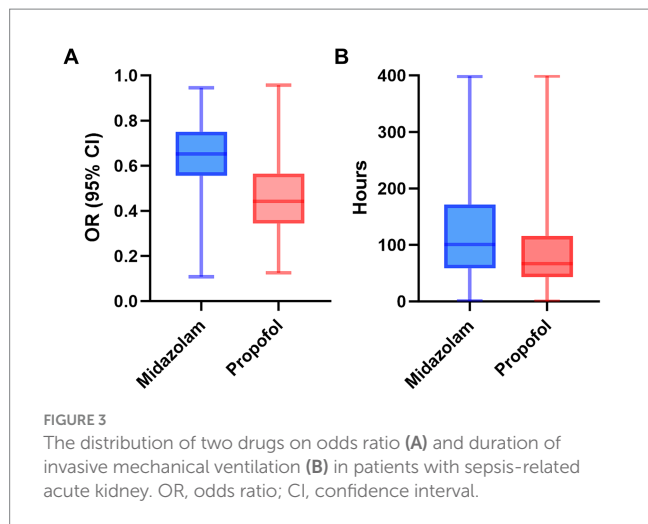 A
B
OR (95% CI)
1.0
0.8
0.6
0.4
0.2
0.0
Midazolam
Propofol
Hours
400
300
200
100
0
Midazolam
Propofol
FIGURE 3
The distribution of two drugs on odds ratio (A) and duration of
invasive mechanical ventilation (B) in patients with sepsis-related
acute kidney. OR, odds ratio; CI, confidence interval.